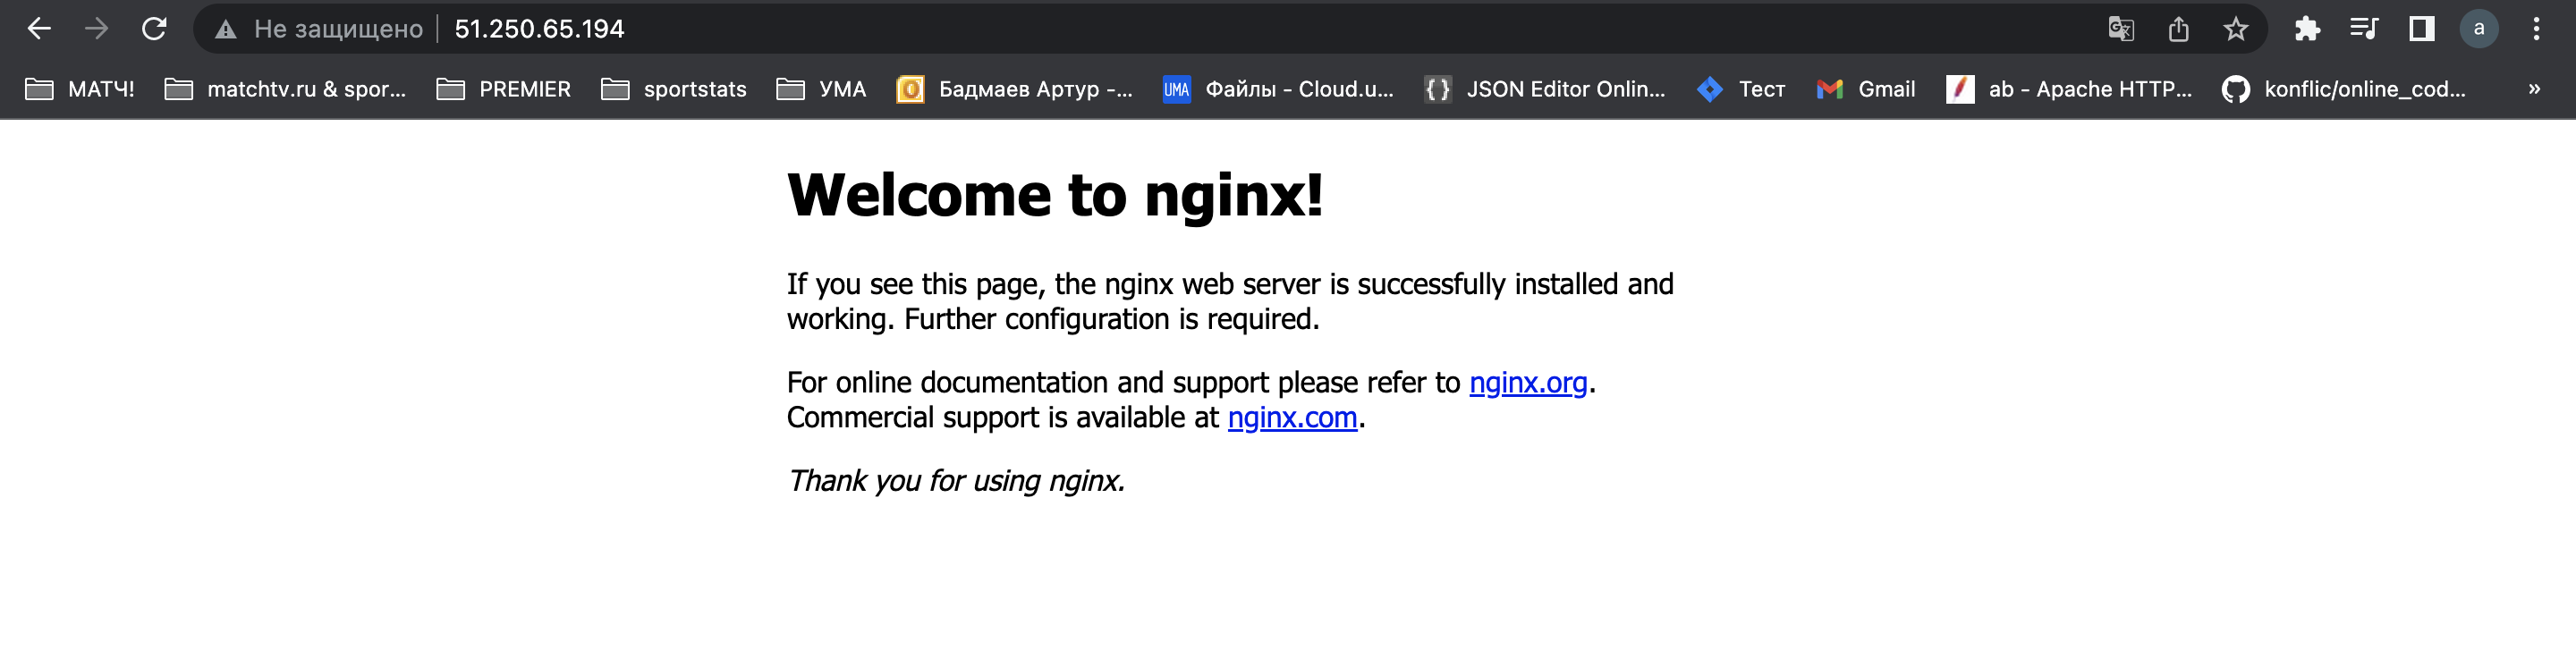 Не защищено 51.250.65.194 a
МАТЧ! matchtv.ru & spor... PREMIER sportstats УМА Бадмаев Артур -... UMA Файлы - Cloud.u... {} JSON Editor Onlin... Тест Gmail ab - Apache HTTP... konflic/online_cod... »
Welcome to nginx!
If you see this page, the nginx web server is successfully installed and
working. Further configuration is required.
For online documentation and support please refer to nginx.org.
Commercial support is available at nginx.com.
Thank you for using nginx.